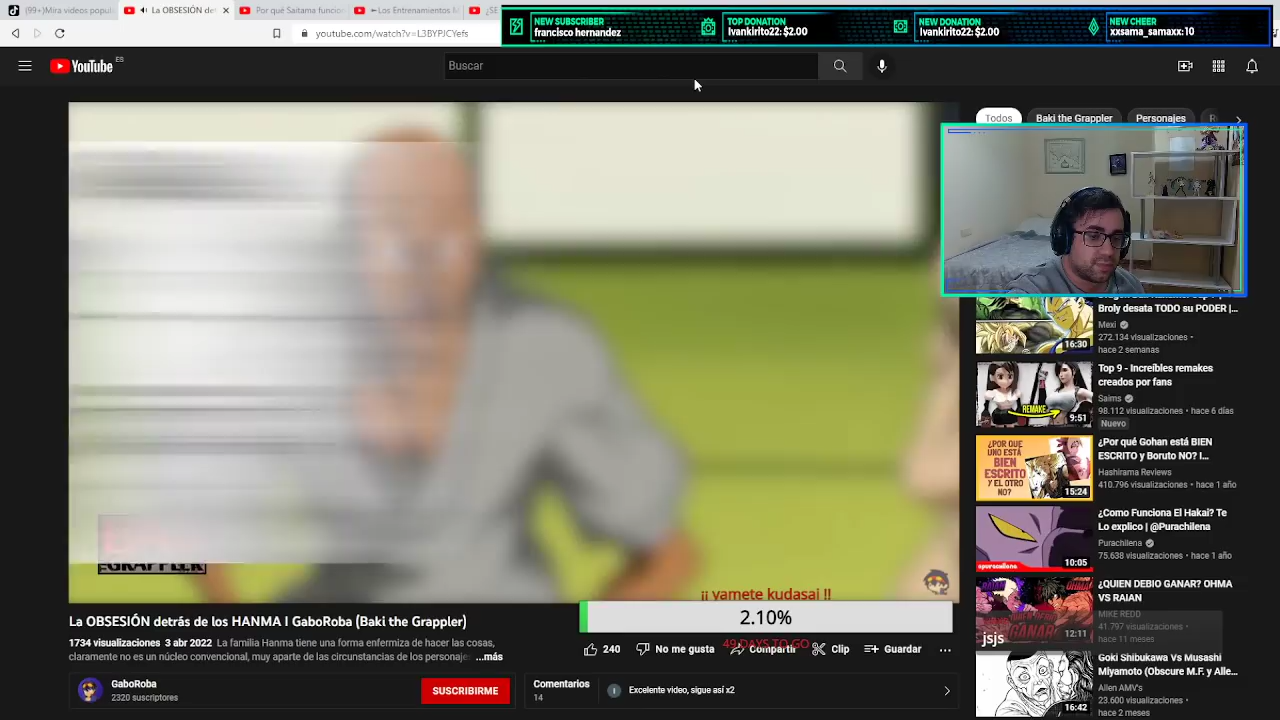 (99+)Mira videos popul
La OBSESIÓN de
Por qué Saitama funcio
Los Entrenamientos M
¿SE
youtube.com/watch?v=L3BYPJCYefs
NEW SUBSCRIBER
francisco hernandez
TOP DONATION
Ivankirito22: $2.00
NEW DONATION
Ivankirito22: $2.00
NEW CHEER
xxsama_samaxx:10
YouTube ES
Buscar
Todos
Baki the Grappler
Personajes
GRAPPLER
¡¡ yamete kudasai !!
2.10%
49 DAYS TO GO
La OBSESIÓN detrás de los HANMA I GaboRoba (Baki the Grappler)
1734 visualizaciones 3 abr 2022 La familia Hanma tiene una forma enfermiza de hacer las cosas,
claramente no es un núcleo convencional, muy aparte de las circunstancias de los personaje ...más
240
No me gusta
Compartir
Clip
Guardar
GaboRoba
2320 suscriptores
SUSCRIBIRME
Comentarios
14
Excelente video, sigue así x2
Broly desata TODO su PODER |...
Mexi
272.134 visualizaciones •
hace 2 semanas
16:30
Top 9 - Increíbles remakes
creados por fans
Saims
98.112 visualizaciones • hace 6 días
Nuevo
REMAKE
9:51
¿Por qué Gohan está BIEN
ESCRITO y Boruto NO? I...
Hashirama Reviews
410.796 visualizaciones • hace 1 año
¿POR QUE
UNO ESTÁ
BIEN
ESCRITO
Y EL OTRO
NO?
15:24
¿Como Funciona El Hakai? Te
Lo explico | @Purachilena
Purachilena
75.638 visualizaciones • hace 1 año
10:05
¿QUIEN DEBIO GANAR? OHMA
VS RAIAN
MIKE REDD
41.797 visualizaciones •
hace 11 meses
12:11
jsjs
Goki Shibukawa Vs Musashi
Miyamoto (Obscure M.F. y Alle...
Allen AMV's
23.600 visualizaciones •
hace 2 meses
16:42